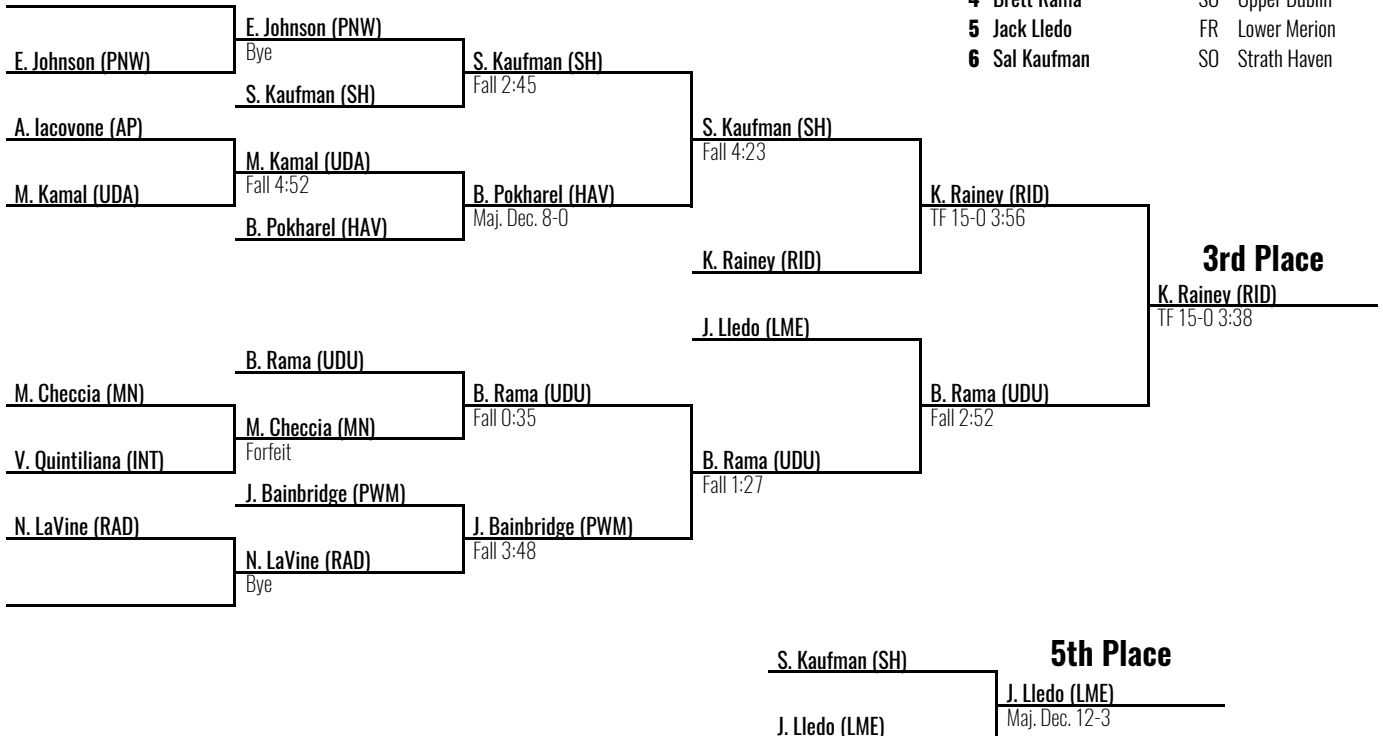 4 Brett Rama SO Upper Dublin
5 Jack Lledo FR Lower Merion
6 Sal Kaufman SO Strath Haven
E. Johnson (PNW)
Bye
E. Johnson (PNW)
S. Kaufman (SH)
Fall 2:45
S. Kaufman (SH)
A. Iacovone (AP)
S. Kaufman (SH)
Fall 4:23
M. Kamal (UDA)
Fall 4:52
M. Kamal (UDA)
B. Pokharel (HAV)
Maj. Dec. 8-0
K. Rainey (RID)
TF 15-0 3:56
B. Pokharel (HAV)
K. Rainey (RID)
3rd Place
K. Rainey (RID)
TF 15-0 3:38
J. Lledo (LME)
B. Rama (UDU)
M. Checcia (MN)
B. Rama (UDU)
Fall 0:35
B. Rama (UDU)
Fall 2:52
M. Checcia (MN)
Forfeit
V. Quintiliana (INT)
B. Rama (UDU)
Fall 1:27
J. Bainbridge (PWM)
N. LaVine (RAD)
J. Bainbridge (PWM)
Fall 3:48
N. LaVine (RAD)
Bye
5th Place
S. Kaufman (SH)
J. Lledo (LME)
Maj. Dec. 12-3
J. Lledo (LME)